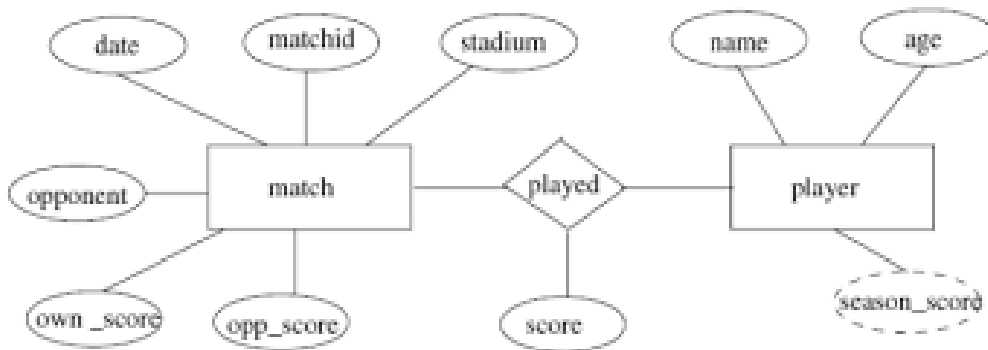 date
matchid
stadium
name
age
opponent
match
played
player
own _score
opp_score
score
season_score